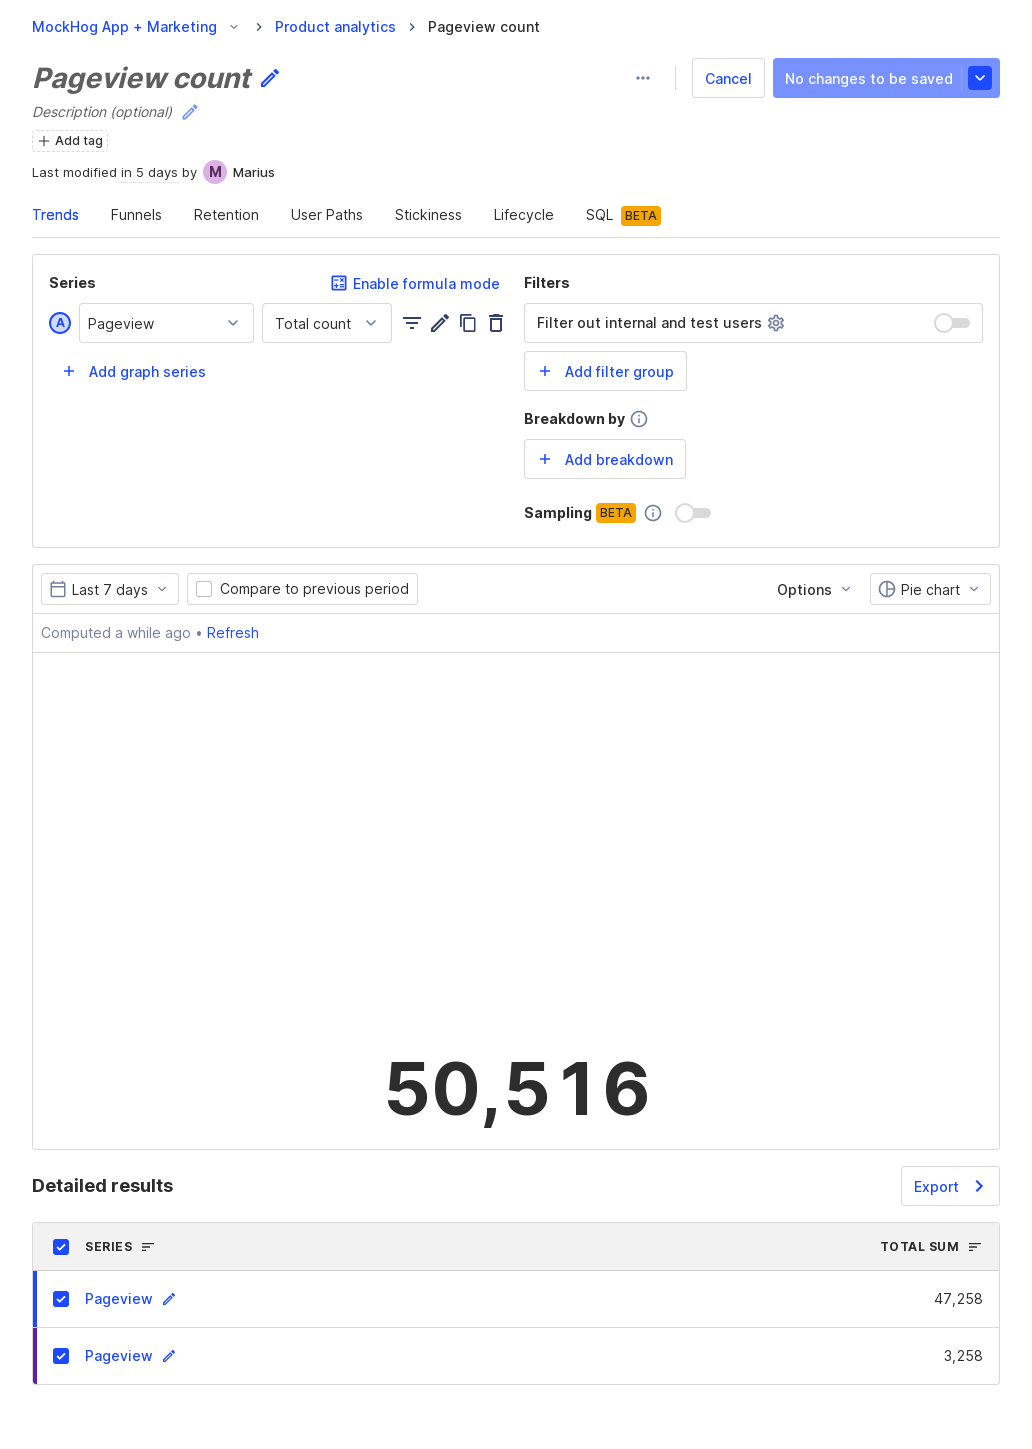 MockHog App + Marketing Product analytics Pageview count
Pageview count
Cancel No changes to be saved
Description (optional)
Add tag
Last modified in 5 days by M Marius
Trends Funnels Retention User Paths Stickiness Lifecycle SQL BETA
Series Enable formula mode Filters
A Pageview Total count Filter out internal and test users
Add graph series Add filter group
Breakdown by
Add breakdown
Sampling BETA
Last 7 days Compare to previous period Options Pie chart
Computed a while ago • Refresh
50,516
Detailed results Export
SERIES TOTAL SUM
Pageview 47,258
Pageview 3,258